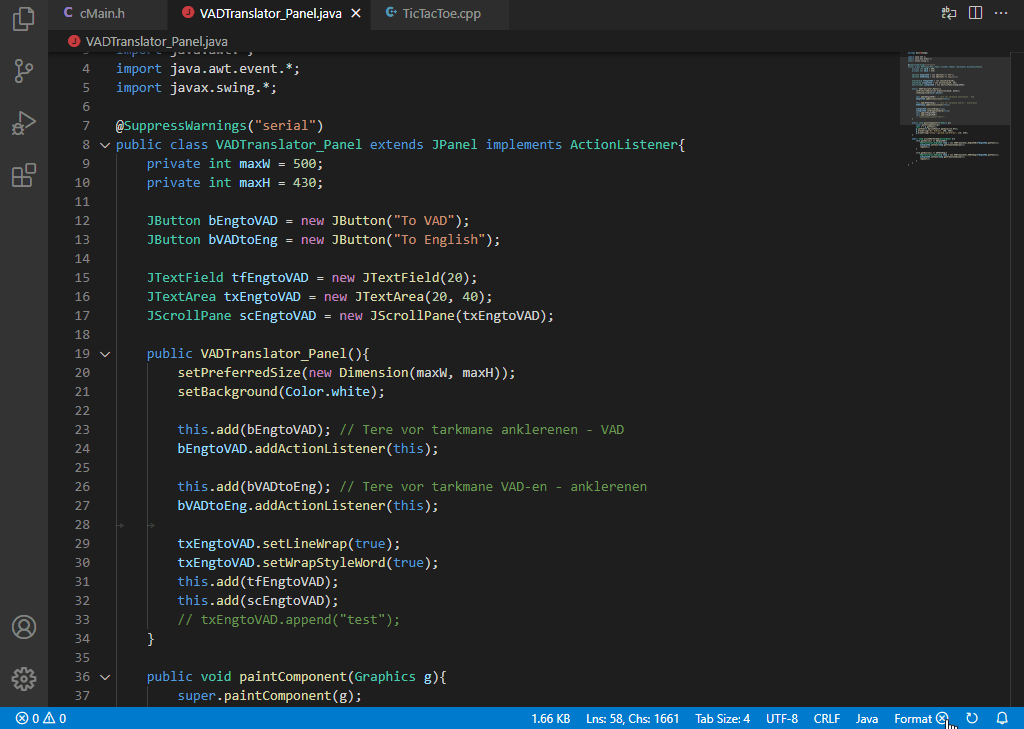 cMain.h
VADTranslator_Panel.java
TicTacToe.cpp
VADTranslator_Panel.java
4 import java.awt.event.*;
5 import javax.swing.*;
6
7 @SuppressWarnings("serial")
8 public class VADTranslator_Panel extends JPanel implements ActionListener{
9 private int maxW = 500;
10 private int maxH = 430;
11
12 JButton bEngtoVAD = new JButton("To VAD");
13 JButton bVADtoEng = new JButton("To English");
14
15 JTextField tfEngtoVAD = new JTextField(20);
16 JTextArea txEngtoVAD = new JTextArea(20, 40);
17 JScrollPane scEngtoVAD = new JScrollPane(txEngtoVAD);
18
19 public VADTranslator_Panel(){
20 setPreferredSize(new Dimension(maxW, maxH));
21 setBackground(Color.white);
22
23 this.add(bEngtoVAD); // Tere vor tarkmane anklerenen - VAD
24 bEngtoVAD.addActionListener(this);
25
26 this.add(bVADtoEng); // Tere vor tarkmane VAD-en - anklerenen
27 bVADtoEng.addActionListener(this);
28
29 txEngtoVAD.setLineWrap(true);
30 txEngtoVAD.setWrapStyleWord(true);
31 this.add(tfEngtoVAD);
32 this.add(scEngtoVAD);
33 // txEngtoVAD.append("test");
34 }
35
36 public void paintComponent(Graphics g){
37 super.paintComponent(g);
0 0 1.66 KB Lns: 58, Chs: 1661 Tab Size: 4 UTF-8 CRLF Java Format